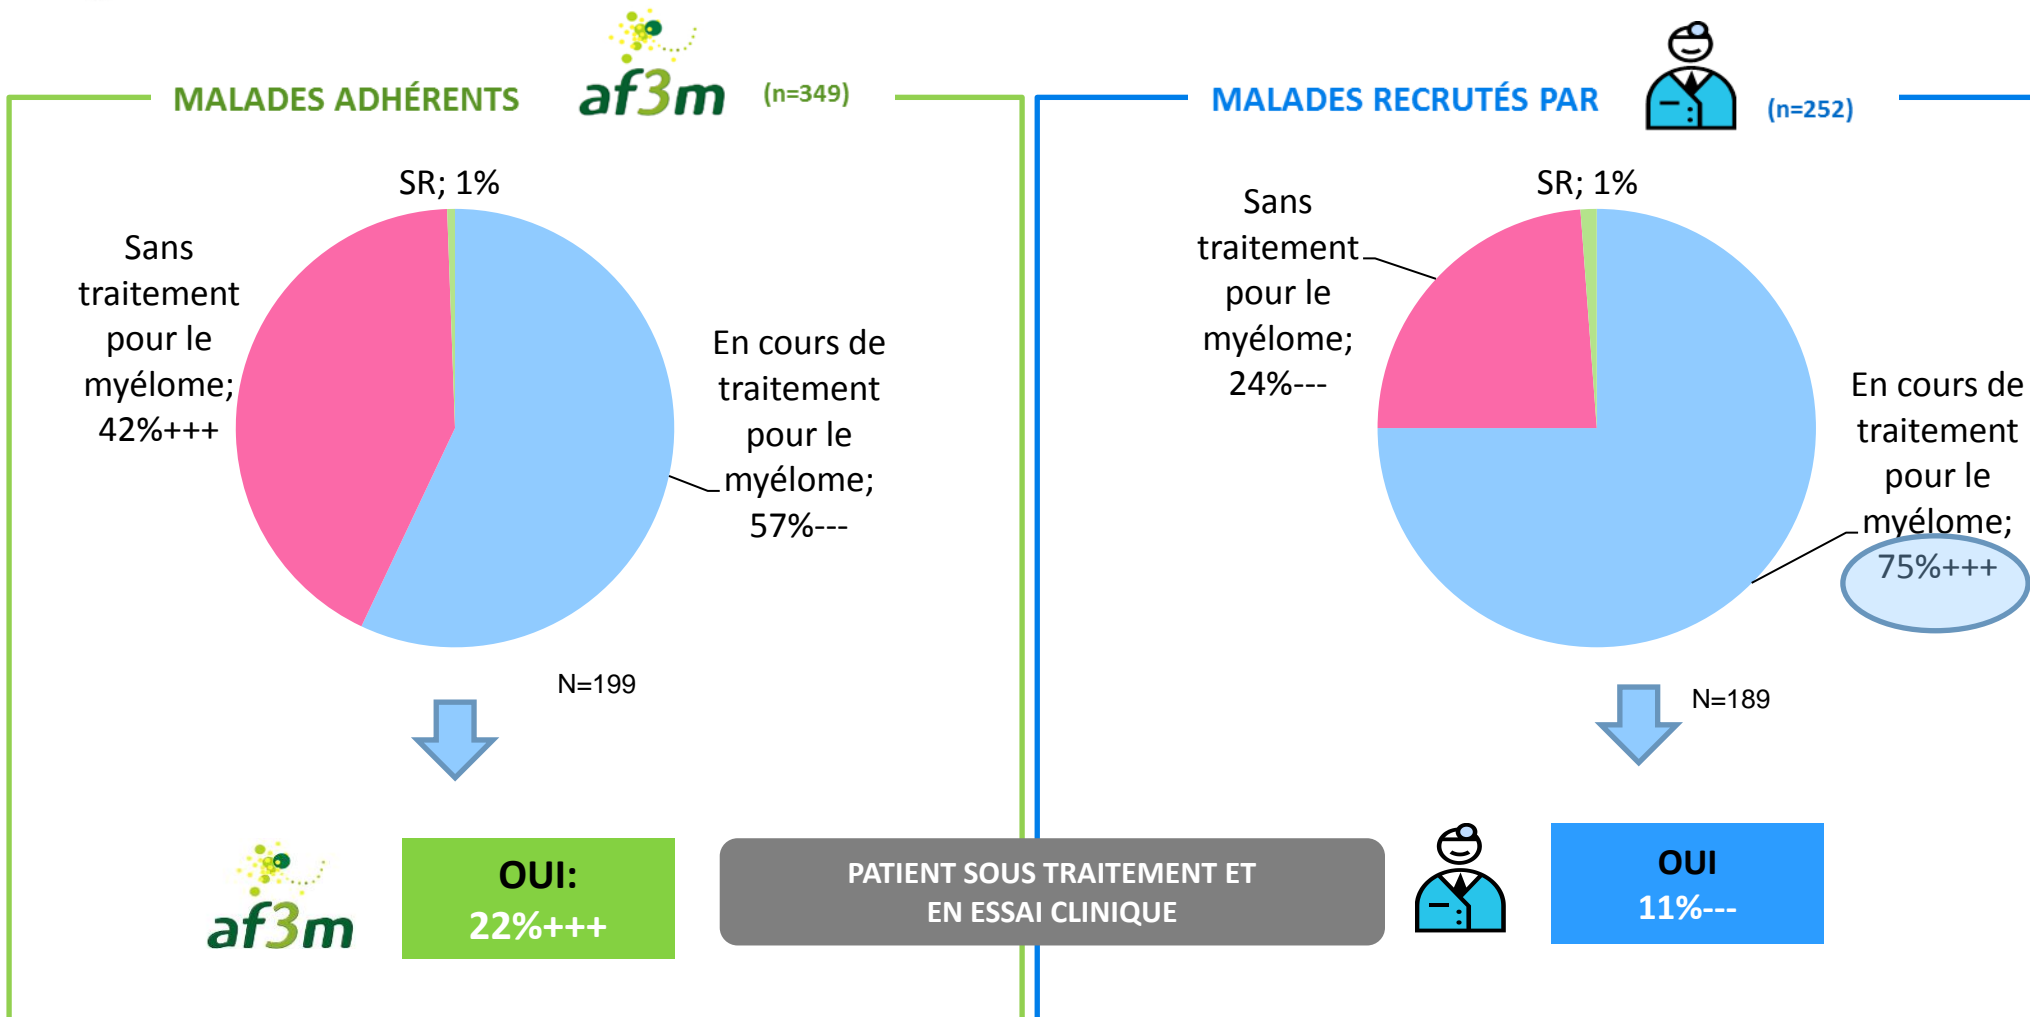 MALADES ADHÉRENTS
af3m
(n=349)
SR; 1%
Sans
traitement
pour le
myélome;
42%+++
En cours de
traitement
pour le
myélome;
57%---
N=199
af3m
OUI:
22%+++
MALADES RECRUTÉS PAR
(n=252)
SR; 1%
Sans
traitement
pour le
myélome;
24%---
En cours de
traitement
pour le
myélome;
75%+++
N=189
PATIENT SOUS TRAITEMENT ET
EN ESSAI CLINIQUE
OUI
11%---